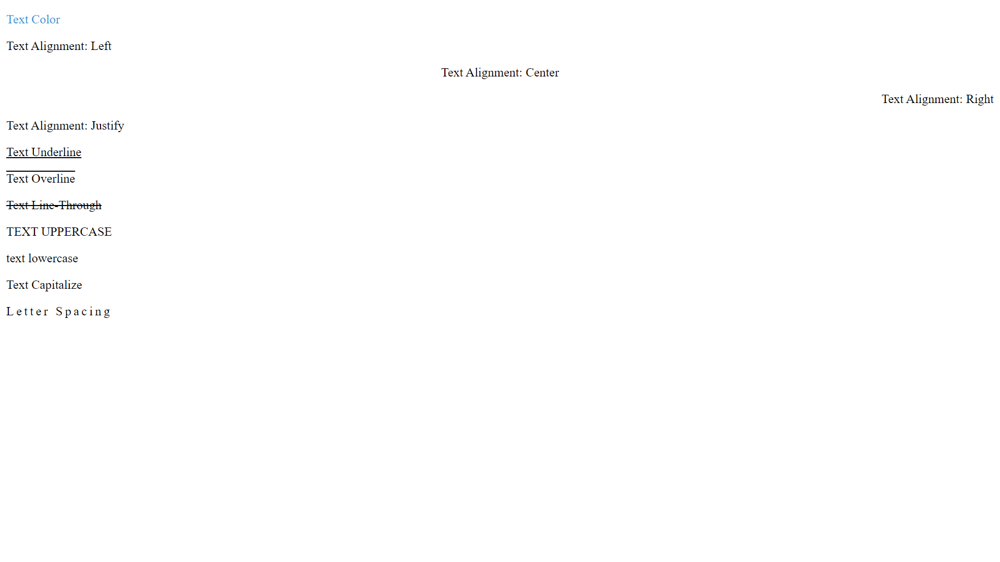 Text Color
Text Alignment: Left
Text Alignment: Center
Text Alignment: Right
Text Alignment: Justify
Text Underline
Text Overline
Text Line-Through
TEXT UPPERCASE
text lowercase
Text Capitalize
Letter Spacing